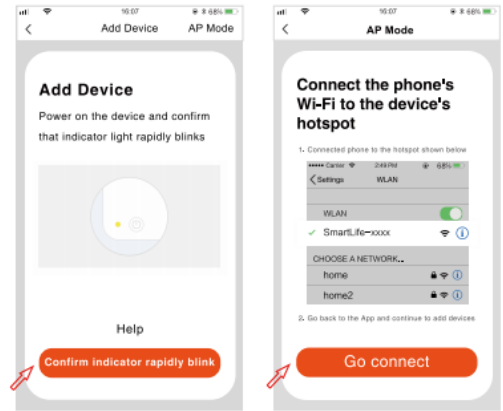 16:07
68%
Add Device
AP Mode
Add Device
Power on the device and confirm
that indicator light rapidly
blinks
Help
Confirm indicator rapidly blink
16:07
68%
AP Mode
Connect the phone's
Wi-Fi to the device's
hotspot
1. Connected phone to the hotspot shown below
Carrier
2:49 PM
68%
Settings
WLAN
WLAN
SmartLife-xxxx
CHOOSE A NETWORK...
home
home2
2. Go back to the App and continue to add devices
Go connect